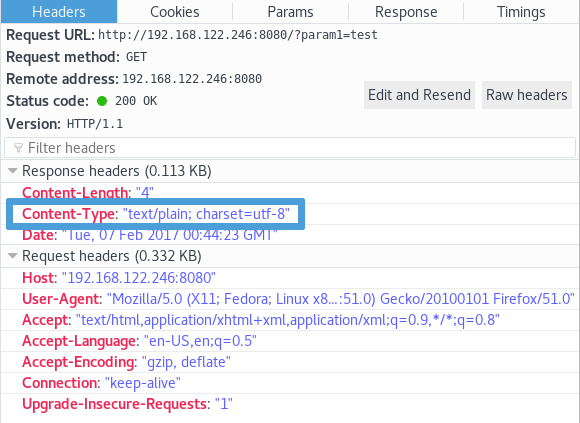 Headers Cookies Params Response Timings
Request URL: http://192.168.122.246:8080/?param1=test
Request method: GET
Remote address: 192.168.122.246:8080
Status code: 200 OK
Edit and Resend Raw headers
Version: HTTP/1.1
Filter headers
Response headers (0.113 KB)
Content-Length: "4"
Content-Type: "text/plain; charset=utf-8"
Date: "Tue, 07 Feb 2017 00:44:23 GMT"
Request headers (0.332 KB)
Host: "192.168.122.246:8080"
User-Agent: "Mozilla/5.0 (X11; Fedora; Linux x8…:51.0) Gecko/20100101 Firefox/51.0"
Accept: "text/html,application/xhtml+xml,application/xml;q=0.9,*/*;q=0.8"
Accept-Language: "en-US,en;q=0.5"
Accept-Encoding: "gzip, deflate"
Connection: "keep-alive"
Upgrade-Insecure-Requests: "1"